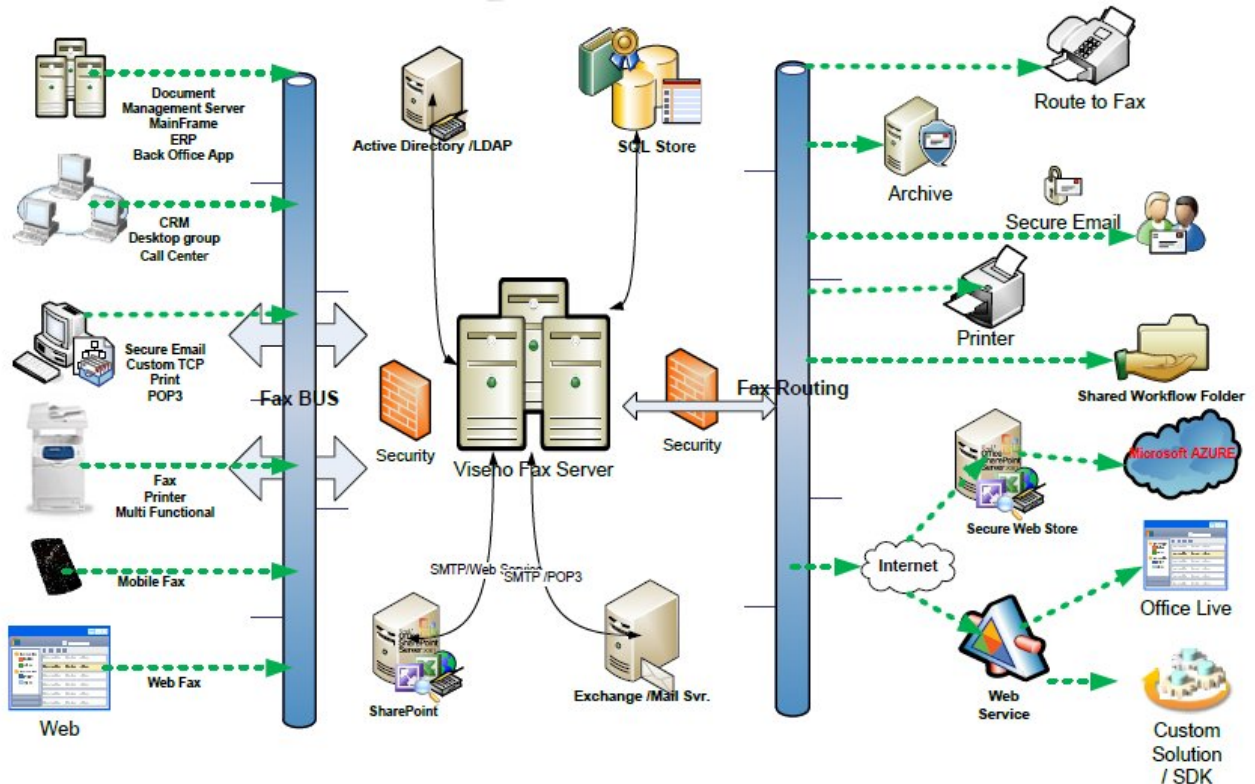 Document
Management Server
MainFrame
ERP
Back Office App
CRM
Desktop group
Call Center
Secure Email
Custom TCP
Print
POP3
Fax BUS
Fax
Printer
Multi Functional
Mobile Fax
Web Fax
Web
Active Directory /LDAP
SQL Store
Security
Viseno Fax Server
Security
SMTP/Web Service
SMTP /POP3
SharePoint
Exchange /Mail Svr.
Fax Routing
Route to Fax
Archive
Secure Email
Printer
Shared Workflow Folder
Microsoft AZURE
Secure Web Store
Internet
Office Live
Web
Service
Custom
Solution
/ SDK